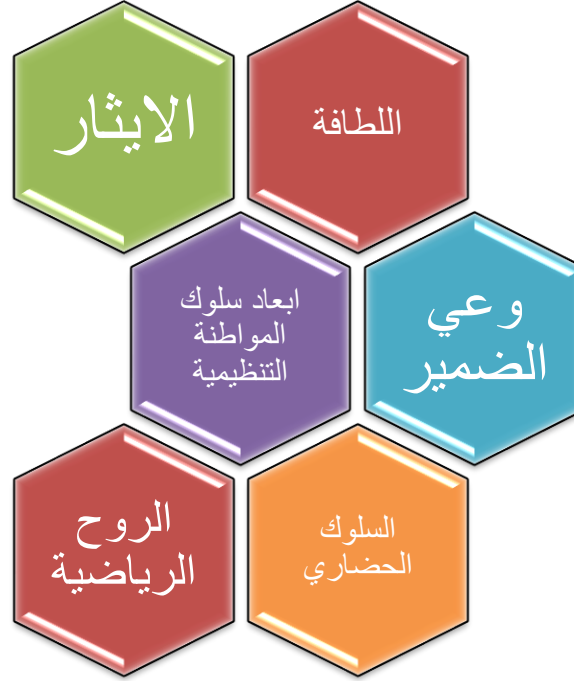 اللطافة
الايثار
وعي
الضمير
ابعاد سلوك
المواطنة
التنظيمية
السلوك
الحضاري
الروح
الرياضية